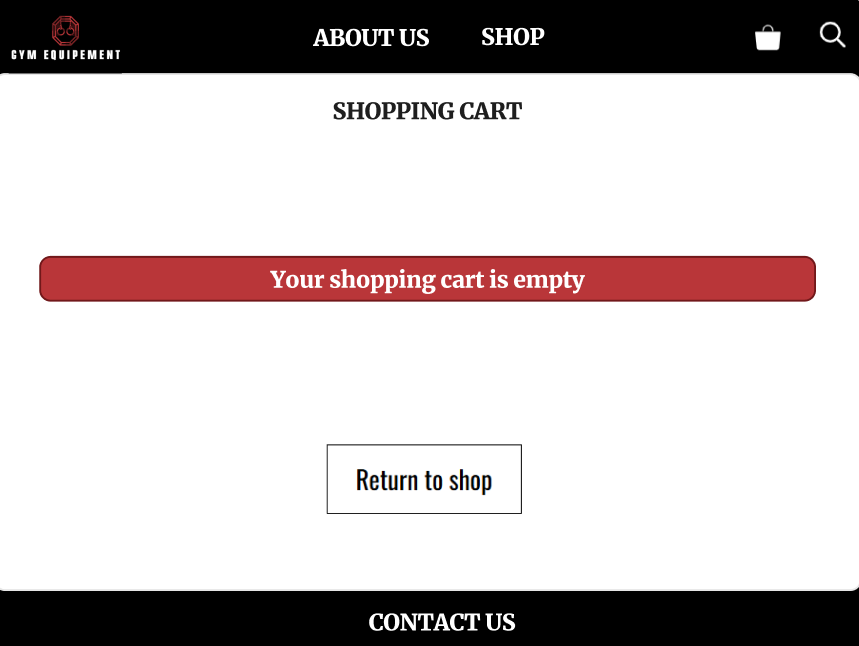 GYM EQUIPEMENT
ABOUT US SHOP
SHOPPING CART
Your shopping cart is empty
Return to shop
CONTACT US